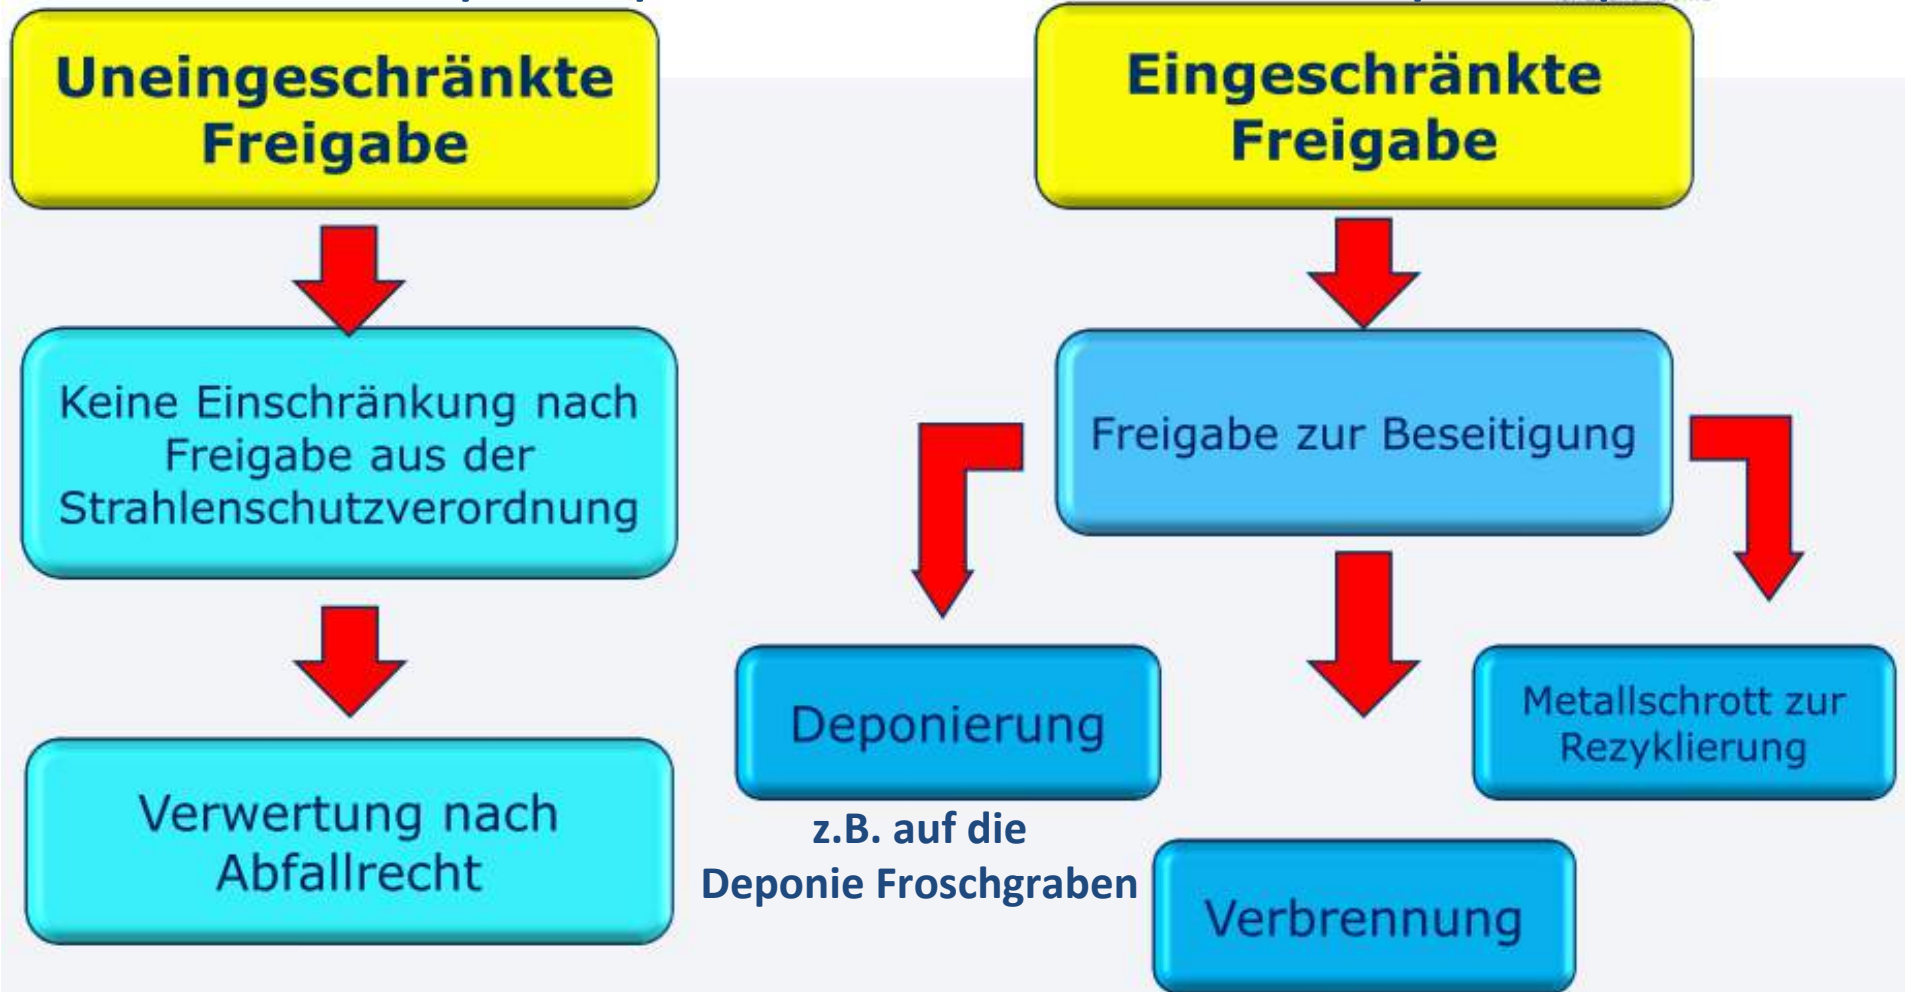 Uneingeschränkte
Freigabe
Keine Einschränkung nach
Freigabe aus der
Strahlenschutzverordnung
Verwertung nach
Abfallrecht
Eingeschränkte
Freigabe
Freigabe zur Beseitigung
Deponierung
z.B. auf die
Deponie Froschgraben
Verbrennung
Metallschrott zur
Rezyklierung